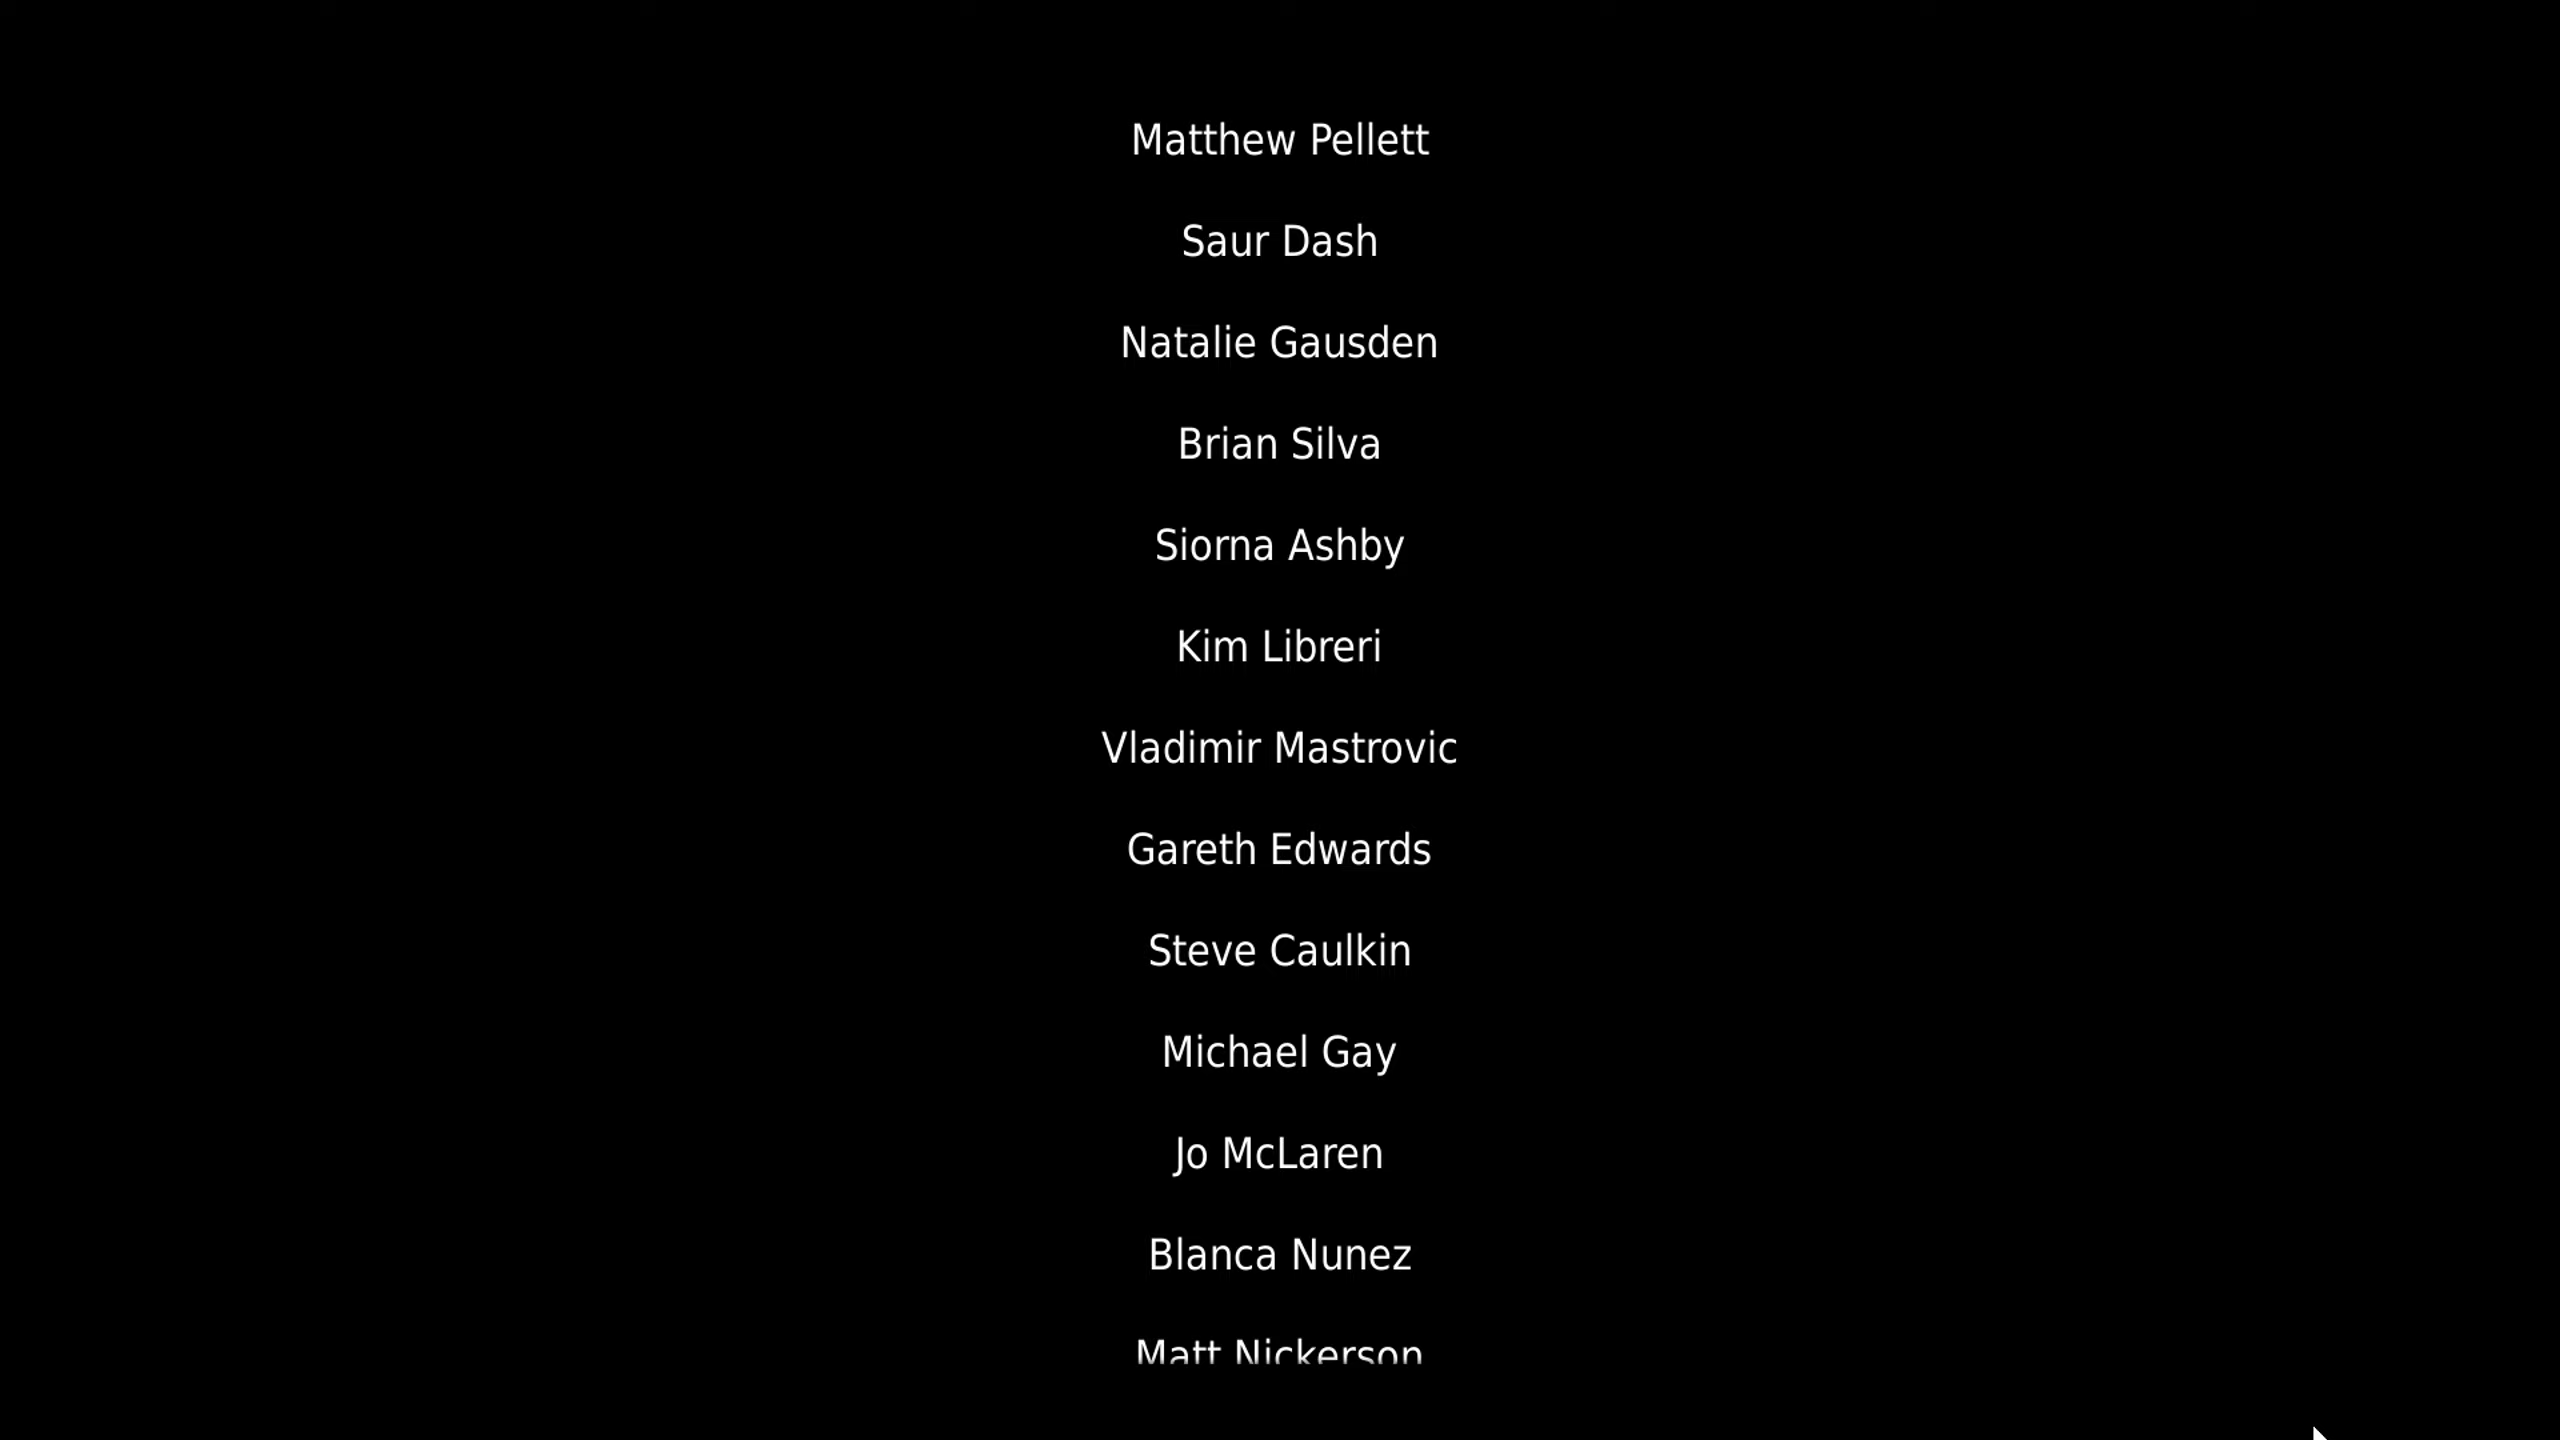 Matthew Pellett
Saur Dash
Natalie Gausden
Brian Silva
Siorna Ashby
Kim Libreri
Vladimir Mastrovic
Gareth Edwards
Steve Caulkin
Michael Gay
Jo McLaren
Blanca Nunez
Matt Nickerson